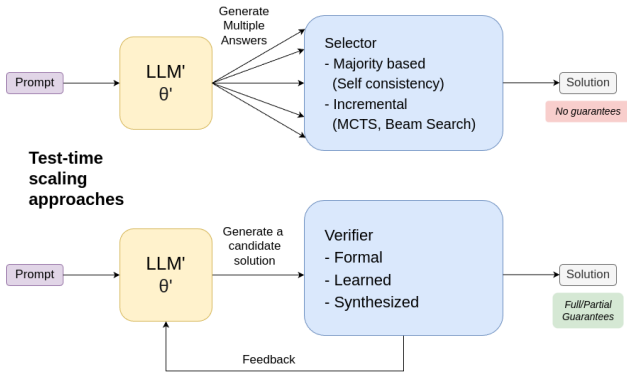 Generate
Multiple
Answers
Prompt
LLM'
θ'
Selector
- Majority based
(Self consistency)
- Incremental
(MCTS, Beam Search)
Solution
No guarantees
Test-time
scaling
approaches
Prompt
LLM'
θ'
Generate a
candidate
solution
Verifier
- Formal
- Learned
- Synthesized
Solution
Full/Partial
Guarantees
Feedback